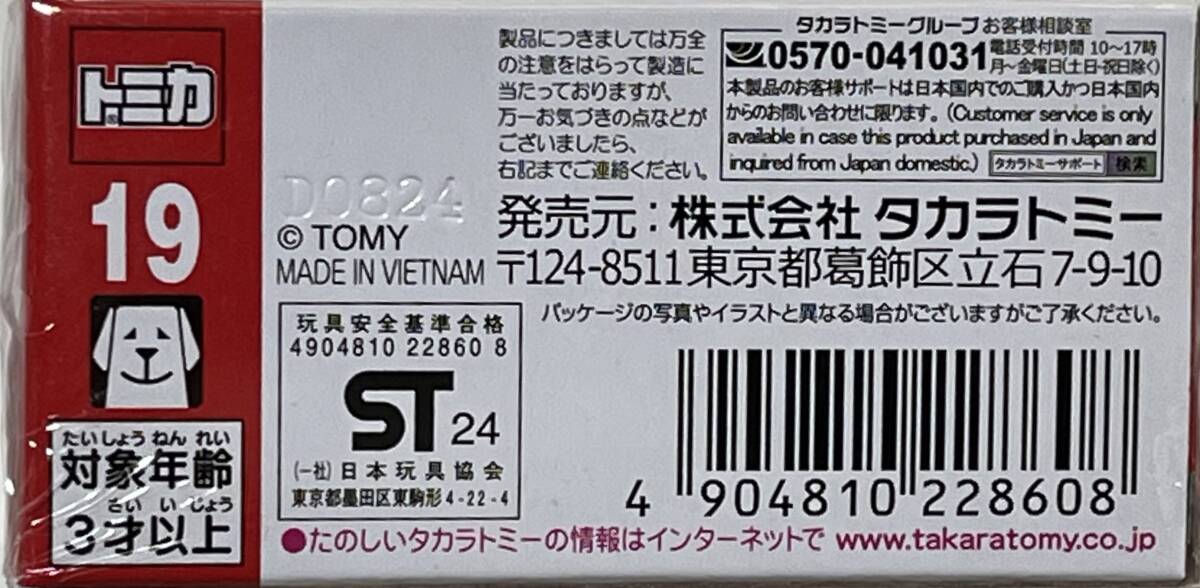 トミカ
®
19
たいしょうねんれい
対象年齢
さいいじょう
3才以上
製品につきましては万全
の注意をはらって製造に
当たっておりますが、
万一お気づきの点などが
ございましたら、
右記までご連絡ください。
タカラトミーグループお客様相談室
0570-041031 電話受付時間 10～17時
月～金曜日(土日・祝日除く)
本製品のお客様サポートは日本国内でのご購入かつ日本国内
からのお問い合わせに限ります。(Customer service is only
available in case this product purchased in Japan and
inquired from Japan domestic.) タカラトミーサポート 検索
D0824
© TOMY
MADE IN VIETNAM
発売元：株式会社 タカラトミー
〒124-8511 東京都葛飾区立石7-9-10
パッケージの写真やイラストと異なる場合がございますがご了承ください。
玩具安全基準合格
4904810 22860 8
ST 24
(一社)日本玩具協会
東京都墨田区東駒形4-22-4
4 904810 228608
●たのしいタカラトミーの情報はインターネットで www.takaratomy.co.jp